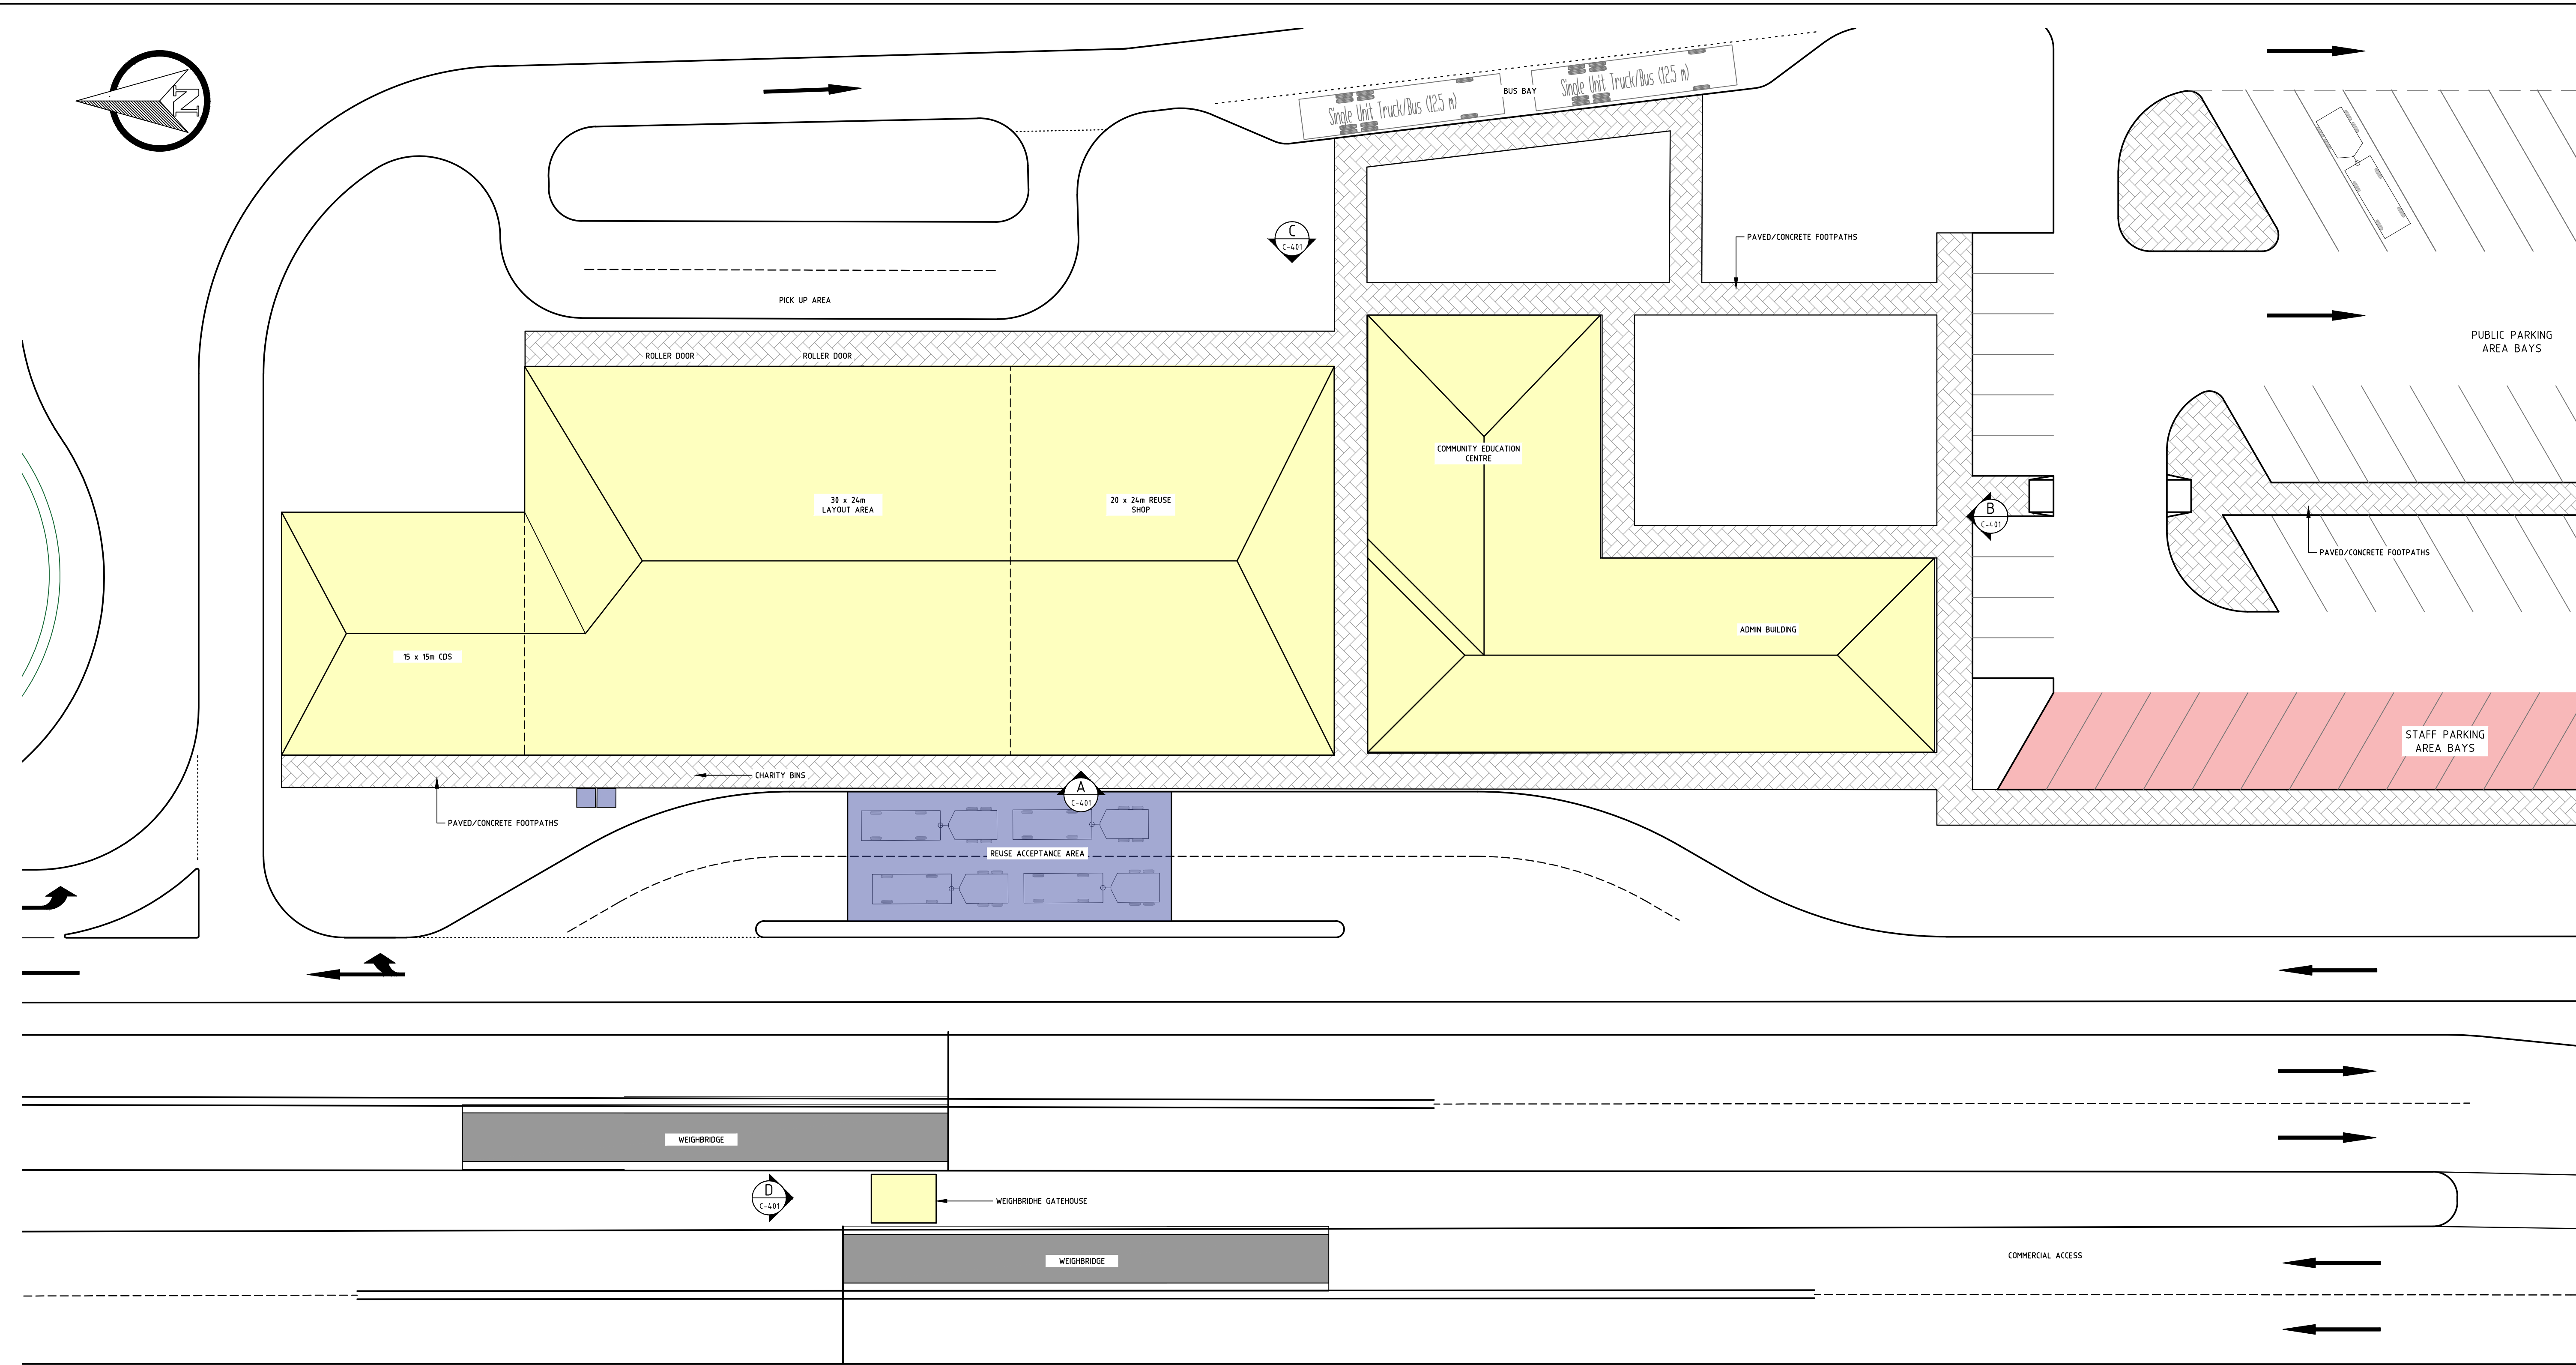 N
Single Unit Truck/Bus (12.5 m)
BUS BAY
Single Unit Truck/Bus (12.5 m)
C
C-401
PAVED/CONCRETE FOOTPATHS
PICK UP AREA
PUBLIC PARKING
AREA BAYS
ROLLER DOOR
ROLLER DOOR
COMMUNITY EDUCATION
CENTRE
30 x 24m
LAYOUT AREA
20 x 24m REUSE
SHOP
B
C-401
PAVED/CONCRETE FOOTPATHS
ADMIN BUILDING
15 x 15m CDS
STAFF PARKING
AREA BAYS
CHARITY BINS
A
C-401
PAVED/CONCRETE FOOTPATHS
REUSE ACCEPTANCE AREA
WEIGHBRIDGE
D
C-401
WEIGHBRIDHE GATEHOUSE
WEIGHBRIDGE
COMMERCIAL ACCESS